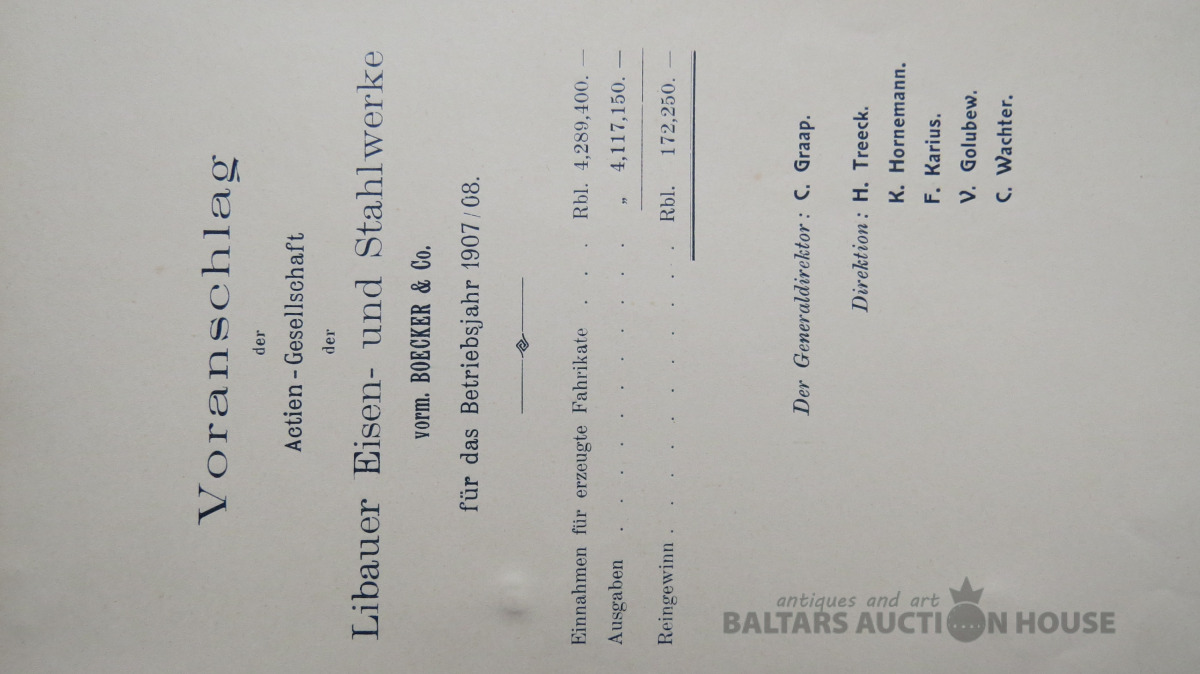 Voranschlag
der
Actien-Gesellschaft
der
Libauer Eisen- und Stahlwerke
vorm. BOECKER & Co.
für das Betriebsjahr 1907/08.
Einnahmen für erzeugte Fahrikate . . . Rbl. 4,289,400. —
Ausgaben . . . . . . . . . . . „ 4,117,150. —
Reingewinn . . . . . . . . . . . Rbl. 172,250. —
Der Generaldirektor: C. Graap.
Direktion: H. Treeck.
K. Hornemann.
F. Karius.
V. Golubew.
C. Wachter.
antiques and art
BALTARS AUCTION HOUSE